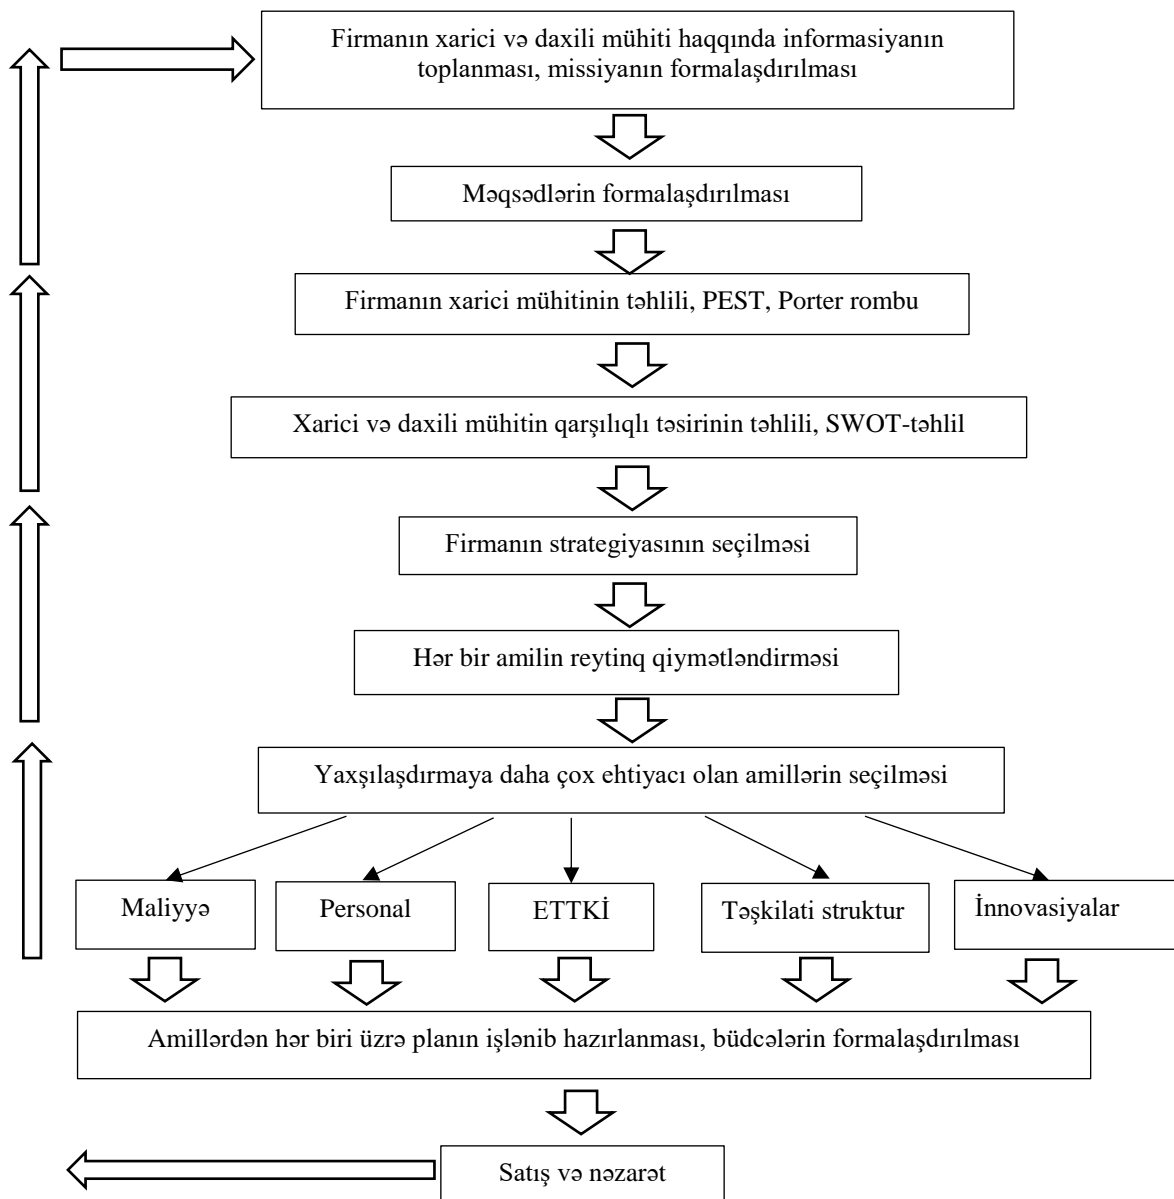 Firmanın xarici və daxili mühiti haqqında informasiyanın
toplanması, missiyanın formalaşdırılması
Məqsədlərin formalaşdırılması
Firmanın xarici mühitinin təhlili, PEST, Porter rombu
Xarici və daxili mühitin qarşılıqlı təsirinin təhlili, SWOT-təhlil
Firmanın strategiyasının seçilməsi
Hər bir amilin reytinq qiymətləndirməsi
Yaxşılaşdırmaya daha çox ehtiyacı olan amillərin seçilməsi
Maliyyə
Personal
ETTKİ
Təşkilati struktur
İnnovasiyalar
Amillərdən hər biri üzrə planın işlənib hazırlanması, büdcələrin formalaşdırılması
Satış və nəzarət